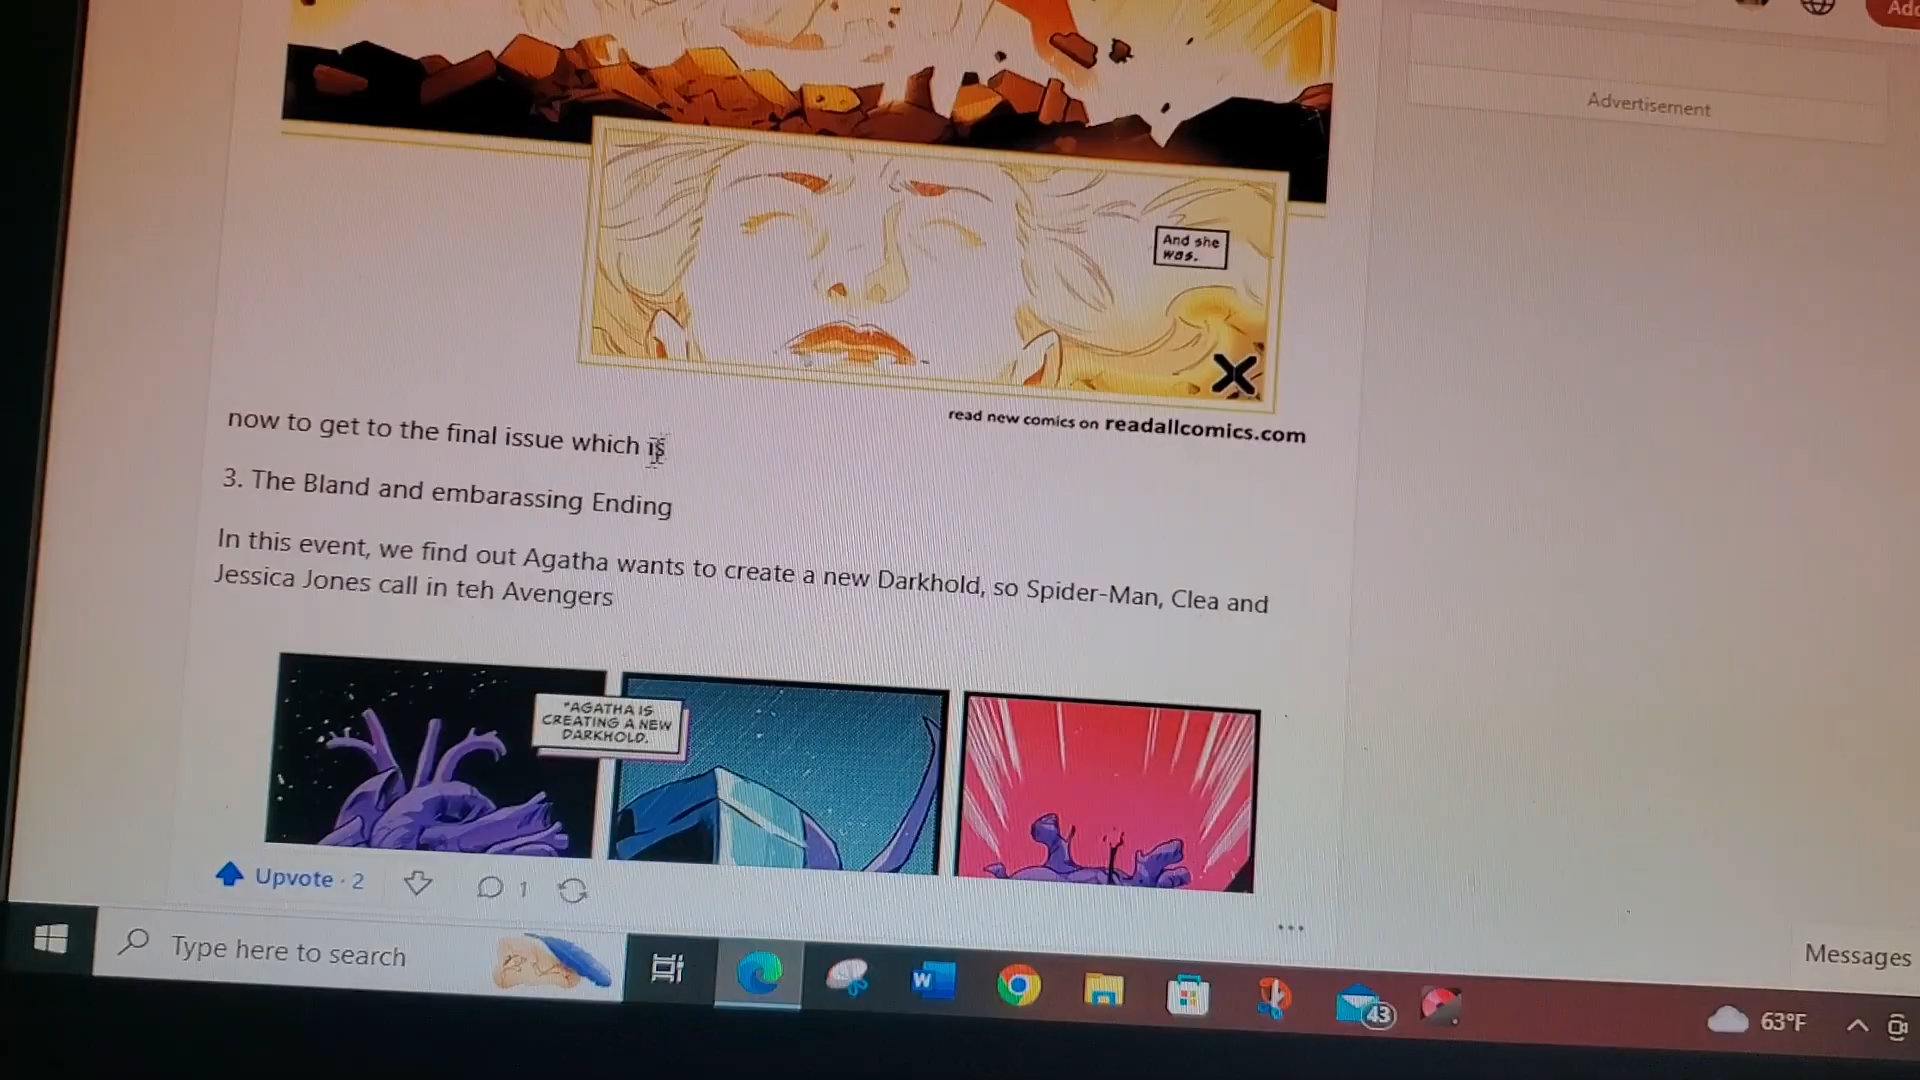 Add
Advertisement
And she
was.
read new comics on readallcomics.com
now to get to the final issue which is
3. The Bland and embarassing Ending
In this event, we find out Agatha wants to create a new Darkhold, so Spider-Man, Clea and
Jessica Jones call in teh Avengers
"AGATHA IS
CREATING A NEW
DARKHOLD.
Upvote · 2
1
Type here to search
Messages
W
43
63°F